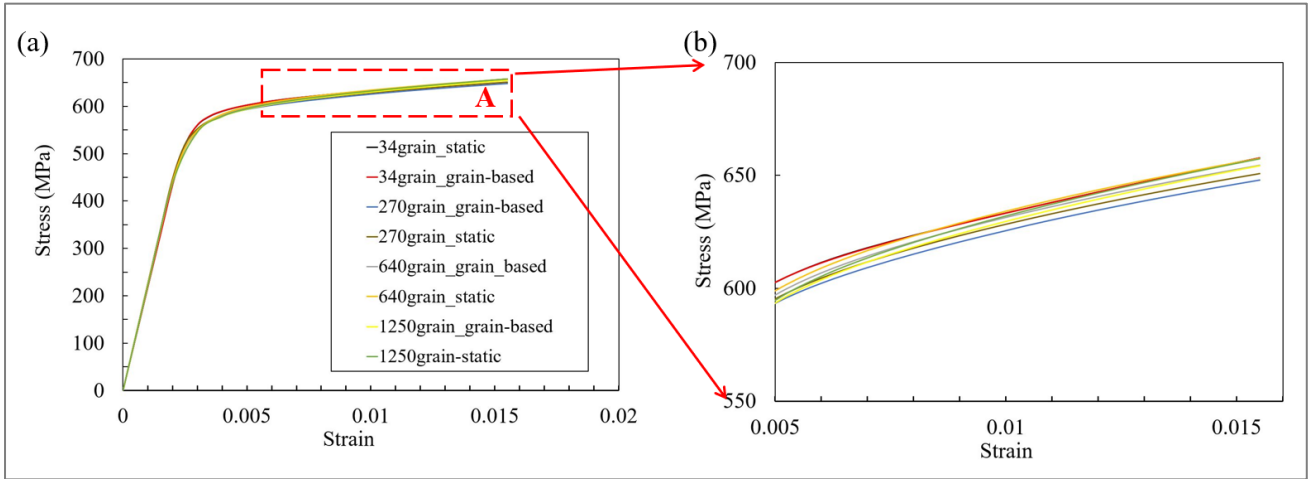 (a)
700
600
500
400
300
200
100
0
Stress (MPa)
0
0.005
0.01
0.015
0.02
Strain
A
34grain_static
34grain_grain-based
270grain_grain-based
270grain_static
640grain_grain_based
640grain_static
1250grain_grain-based
1250grain-static
(b)
700
650
600
550
Stress (MPa)
0.005
0.01
0.015
Strain